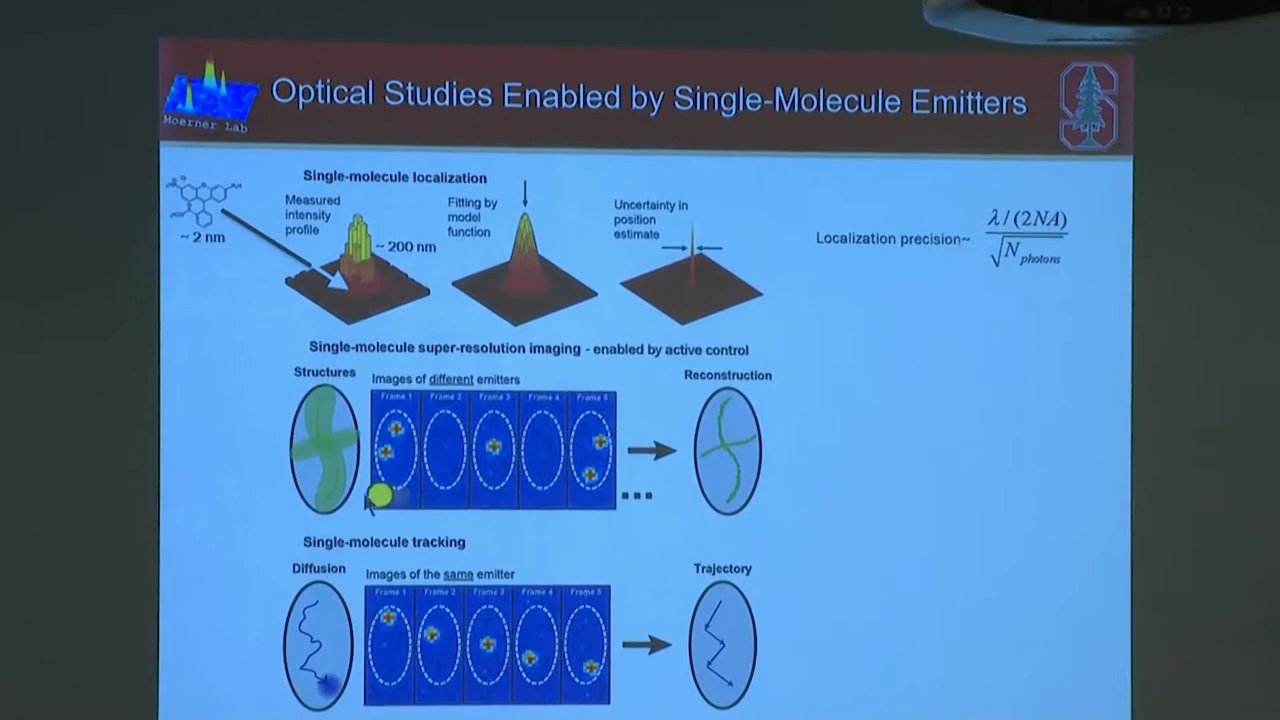 Optical Studies Enabled by Single-Molecule Emitters
Moerner Lab
Single-molecule localization
~ 2 nm
Measured
intensity
profile
~ 200 nm
Fitting by
model
function
Uncertainty in
position
estimate
Localization precision~ λ / (2NA)
√N photons
Single-molecule super-resolution imaging - enabled by active control
Structures
Images of different emitters
Reconstruction
Frame 1 Frame 2 Frame 3 Frame 4 Frame 5
...
Single-molecule tracking
Diffusion
Images of the same emitter
Trajectory
Frame 1 Frame 2 Frame 3 Frame 4 Frame 5